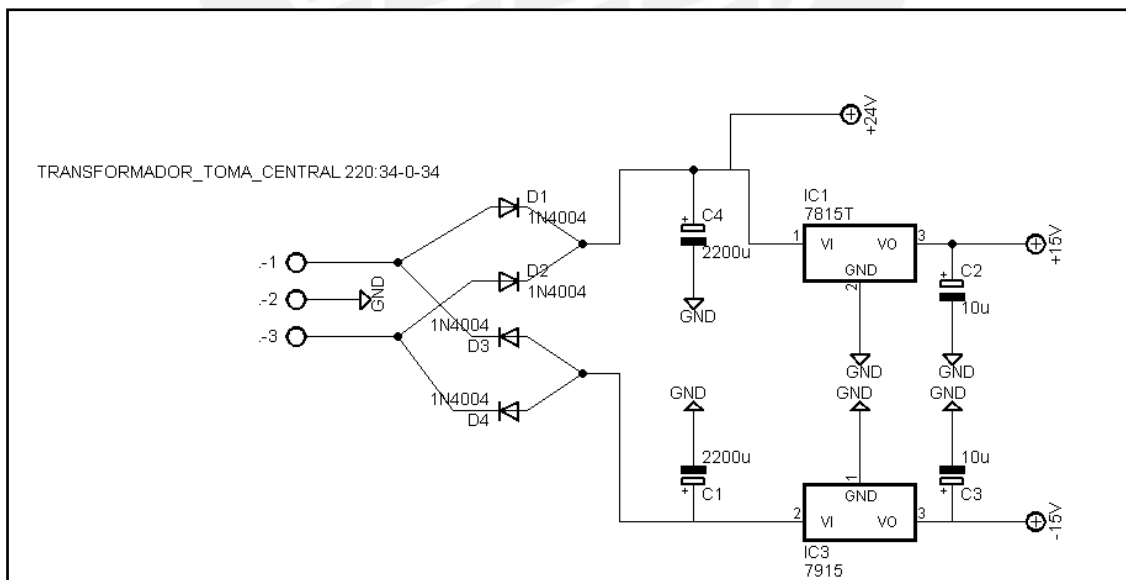 +24V
TRANSFORMADOR_TOMA_CENTRAL 220:34-0-34
D1
1N4004
IC1
7815T
+
C4
2200u
1
VI
VO
3
GND
2
+15V
.-1
D2
1N4004
.-2
GND
GND
+
C2
10u
.-3
1N4004
D3
GND
GND
1N4004
D4
GND
GND
GND
2200u
+
C1
1
GND
10u
+
C3
2
VI
VO
3
-15V
IC3
7915